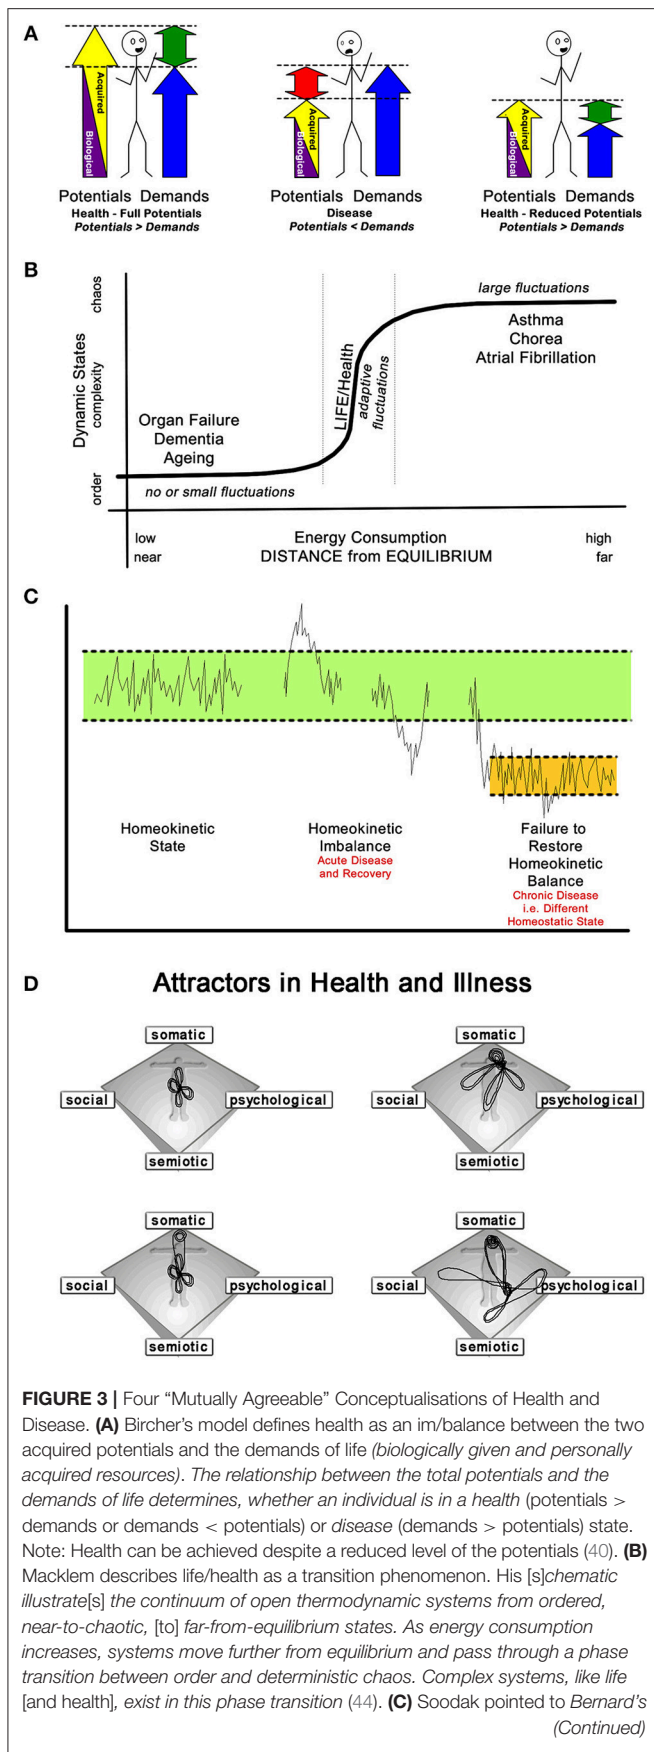 A
Acquired
Biological
Acquired
Biological
Acquired
Biological
Potentials Demands
Health - Full Potentials
Potentials > Demands
Potentials Demands
Disease
Potentials < Demands
Potentials Demands
Health - Reduced Potentials
Potentials > Demands
B
Dynamic States
chaos
complexity
order
large fluctuations
Asthma
Chorea
Atrial Fibrillation
LIFE/Health
adaptive
fluctuations
Organ Failure
Dementia
Ageing
no or small fluctuations
low
near
Energy Consumption
DISTANCE from EQUILIBRIUM
high
far
C
Homeokinetic
State
Homeokinetic
Imbalance
Acute Disease
and Recovery
Failure to
Restore
Homeokinetic
Balance
Chronic Disease
i.e. Different
Homeostatic State
D
Attractors in Health and Illness
somatic
social
psychological
semiotic
somatic
social
psychological
semiotic
somatic
social
psychological
semiotic
somatic
social
psychological
semiotic
FIGURE 3 | Four “Mutually Agreeable” Conceptualisations of Health and
Disease. (A) Bircher’s model defines health as an im/balance between the two
acquired potentials and the demands of life (biologically given and personally
acquired resources). The relationship between the total potentials and the
demands of life determines, whether an individual is in a health (potentials >
demands or demands < potentials) or disease (demands > potentials) state.
Note: Health can be achieved despite a reduced level of the potentials (40). (B)
Macklem describes life/health as a transition phenomenon. His [s]chematic
illustrate[s] the continuum of open thermodynamic systems from ordered,
near-to-chaotic, [to] far-from-equilibrium states. As energy consumption
increases, systems move further from equilibrium and pass through a phase
transition between order and deterministic chaos. Complex systems, like life
[and health], exist in this phase transition (44). (C) Soodak pointed to Bernard’s
(Continued)